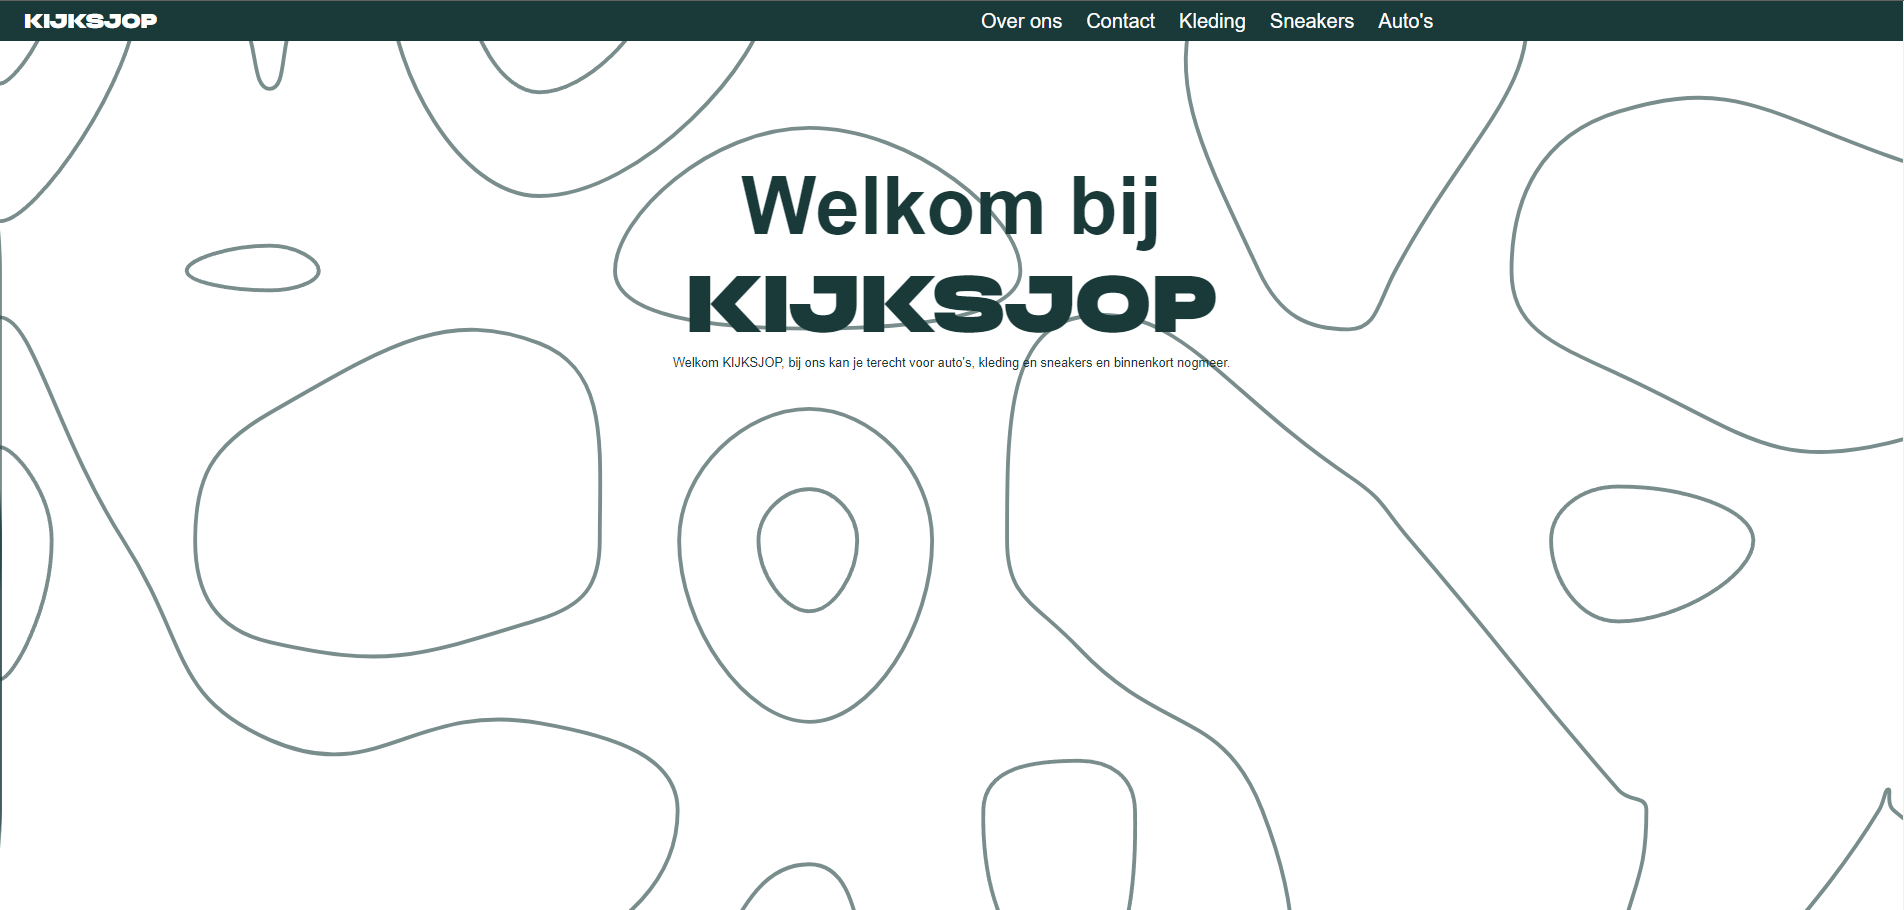 KIJKSJOP
Over ons Contact Kleding Sneakers Auto's
Welkom bij
KIJKSJOP
Welkom KIJKSJOP, bij ons kan je terecht voor auto's, kleding en sneakers en binnenkort nogmeer.